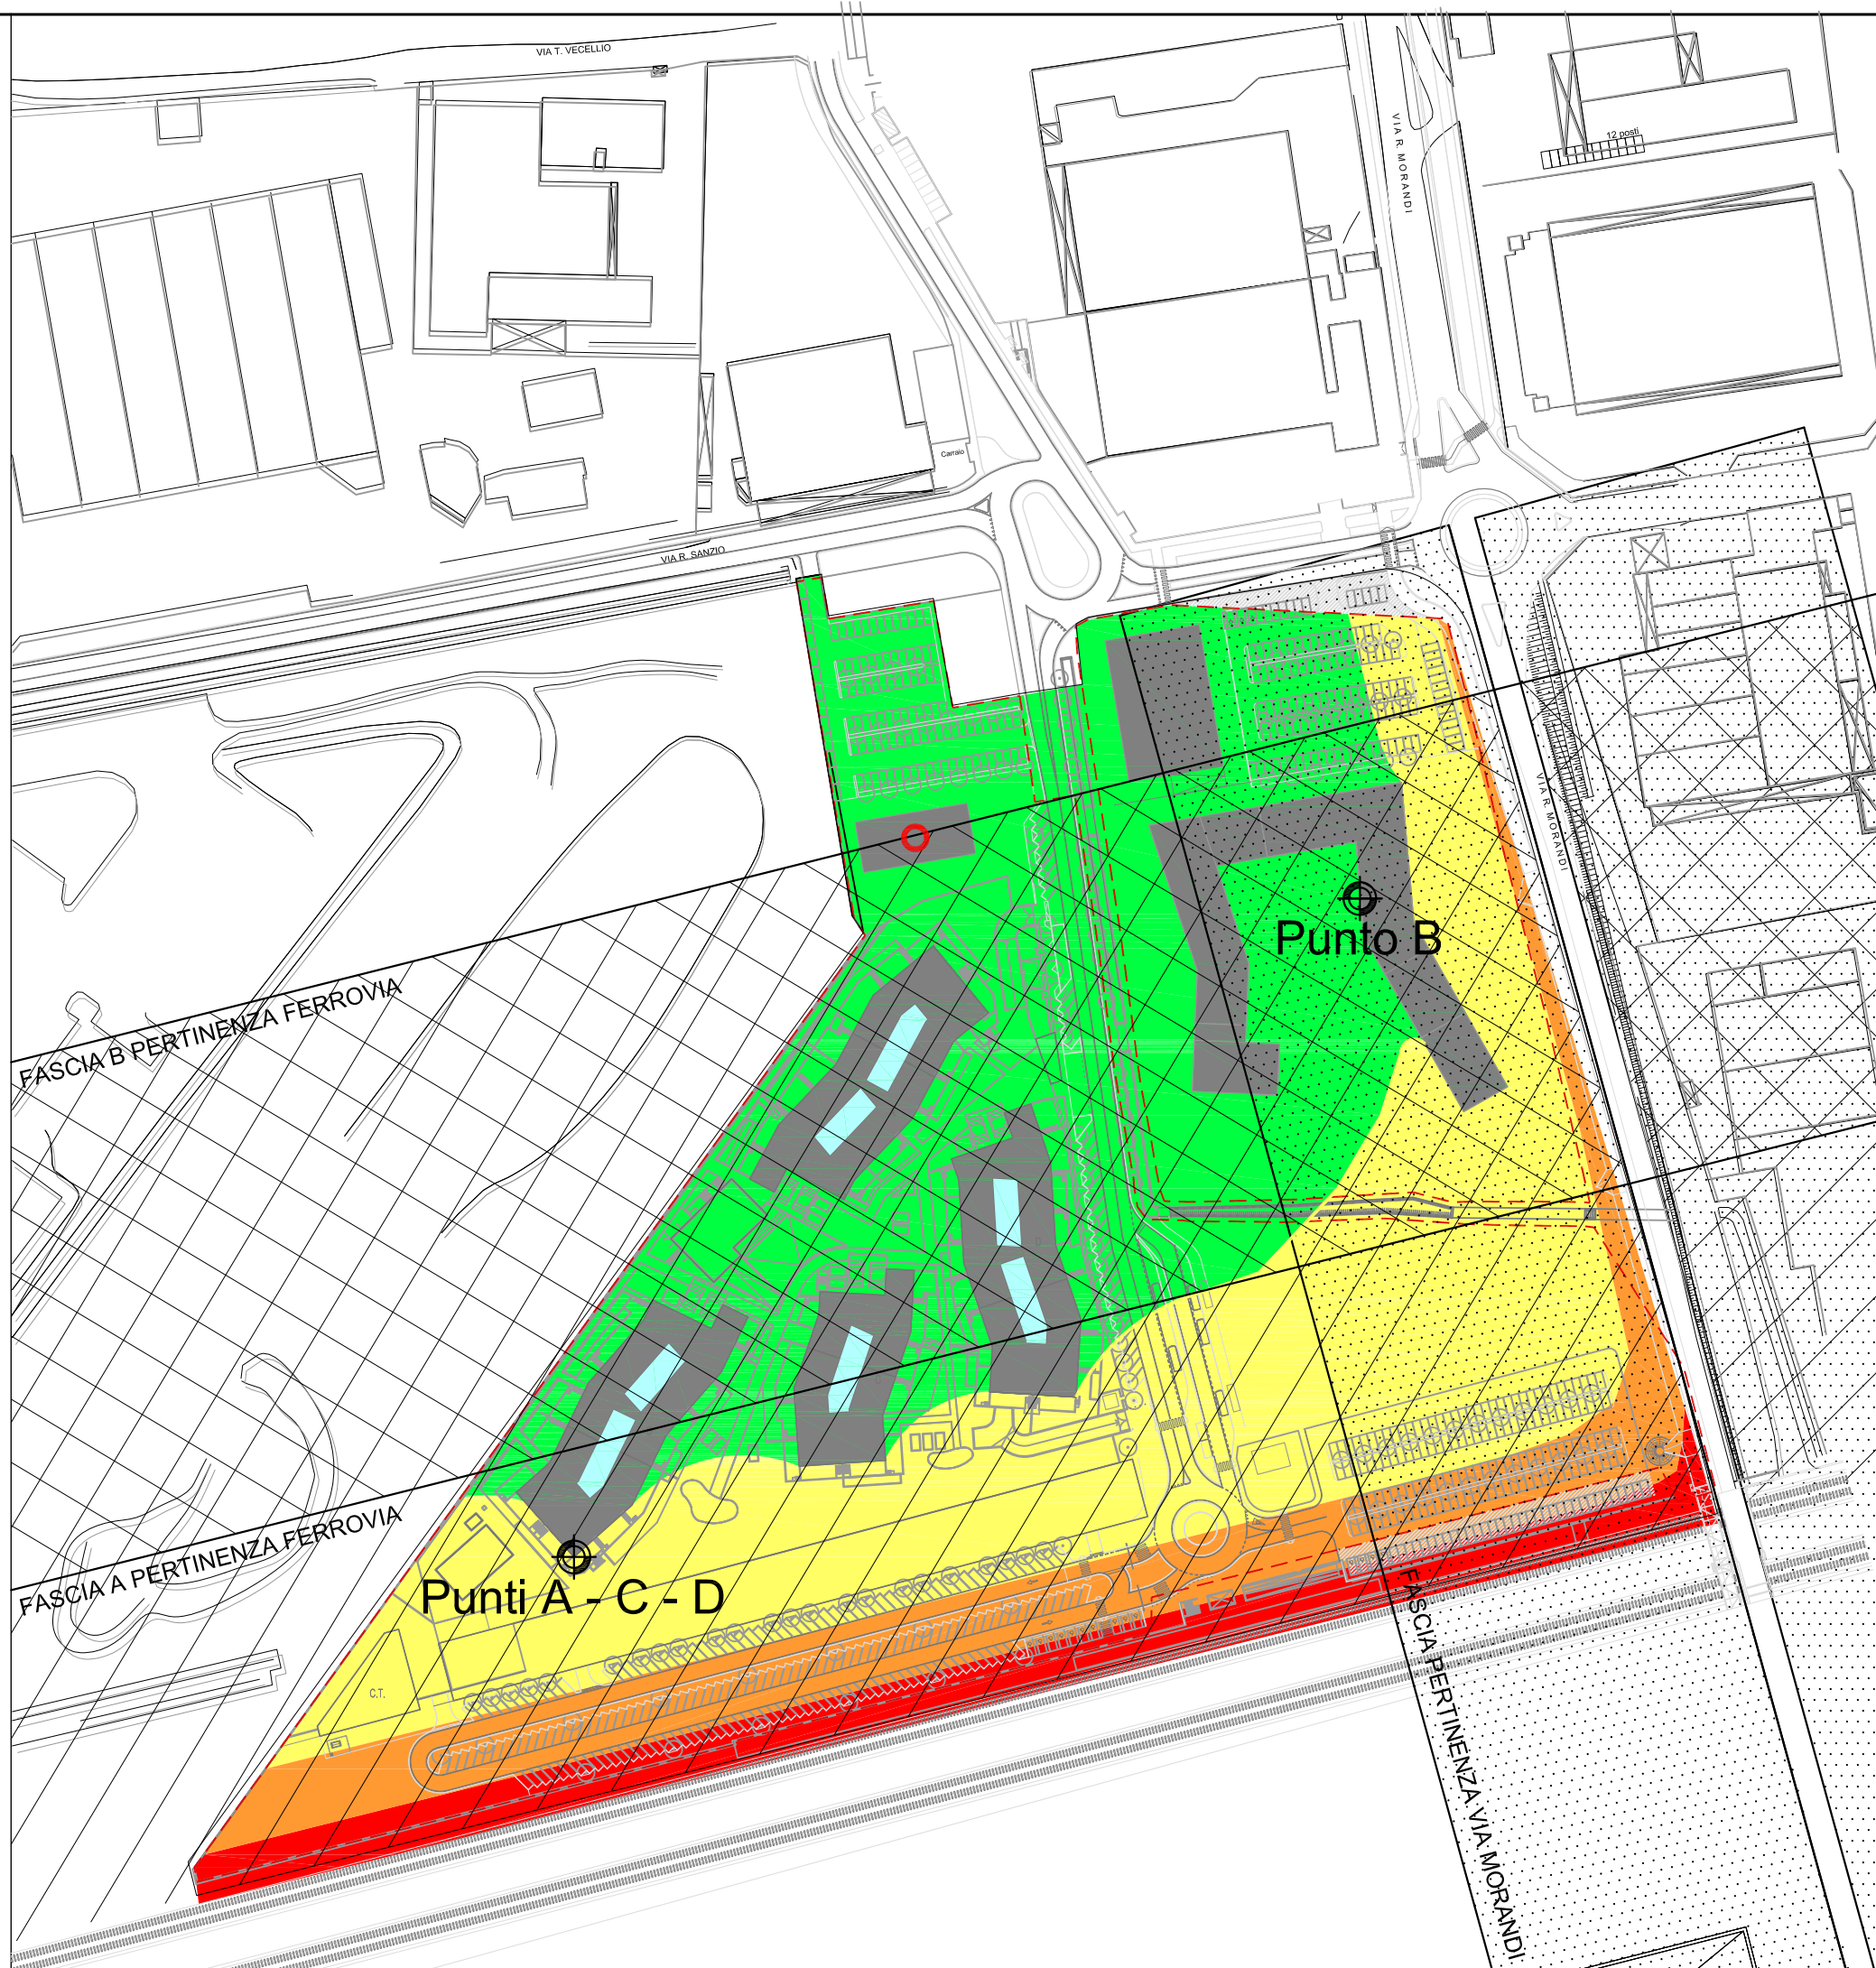 VIA T. VECELLIO
VIA R. MORANDI
12 posti
Carraio
VIA R. SANZIO
VIA R. MORANDI
Punto B
FASCIA B PERTINENZA FERROVIA
FASCIA A PERTINENZA FERROVIA
Punti A - C - D
C.T.
FASCIA PERTINENZA VIA MORANDI